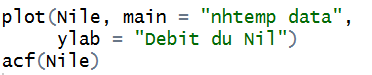 plot(Nile, main = "nhtemp data",
     ylab = "Debit du Nil")
acf(Nile)